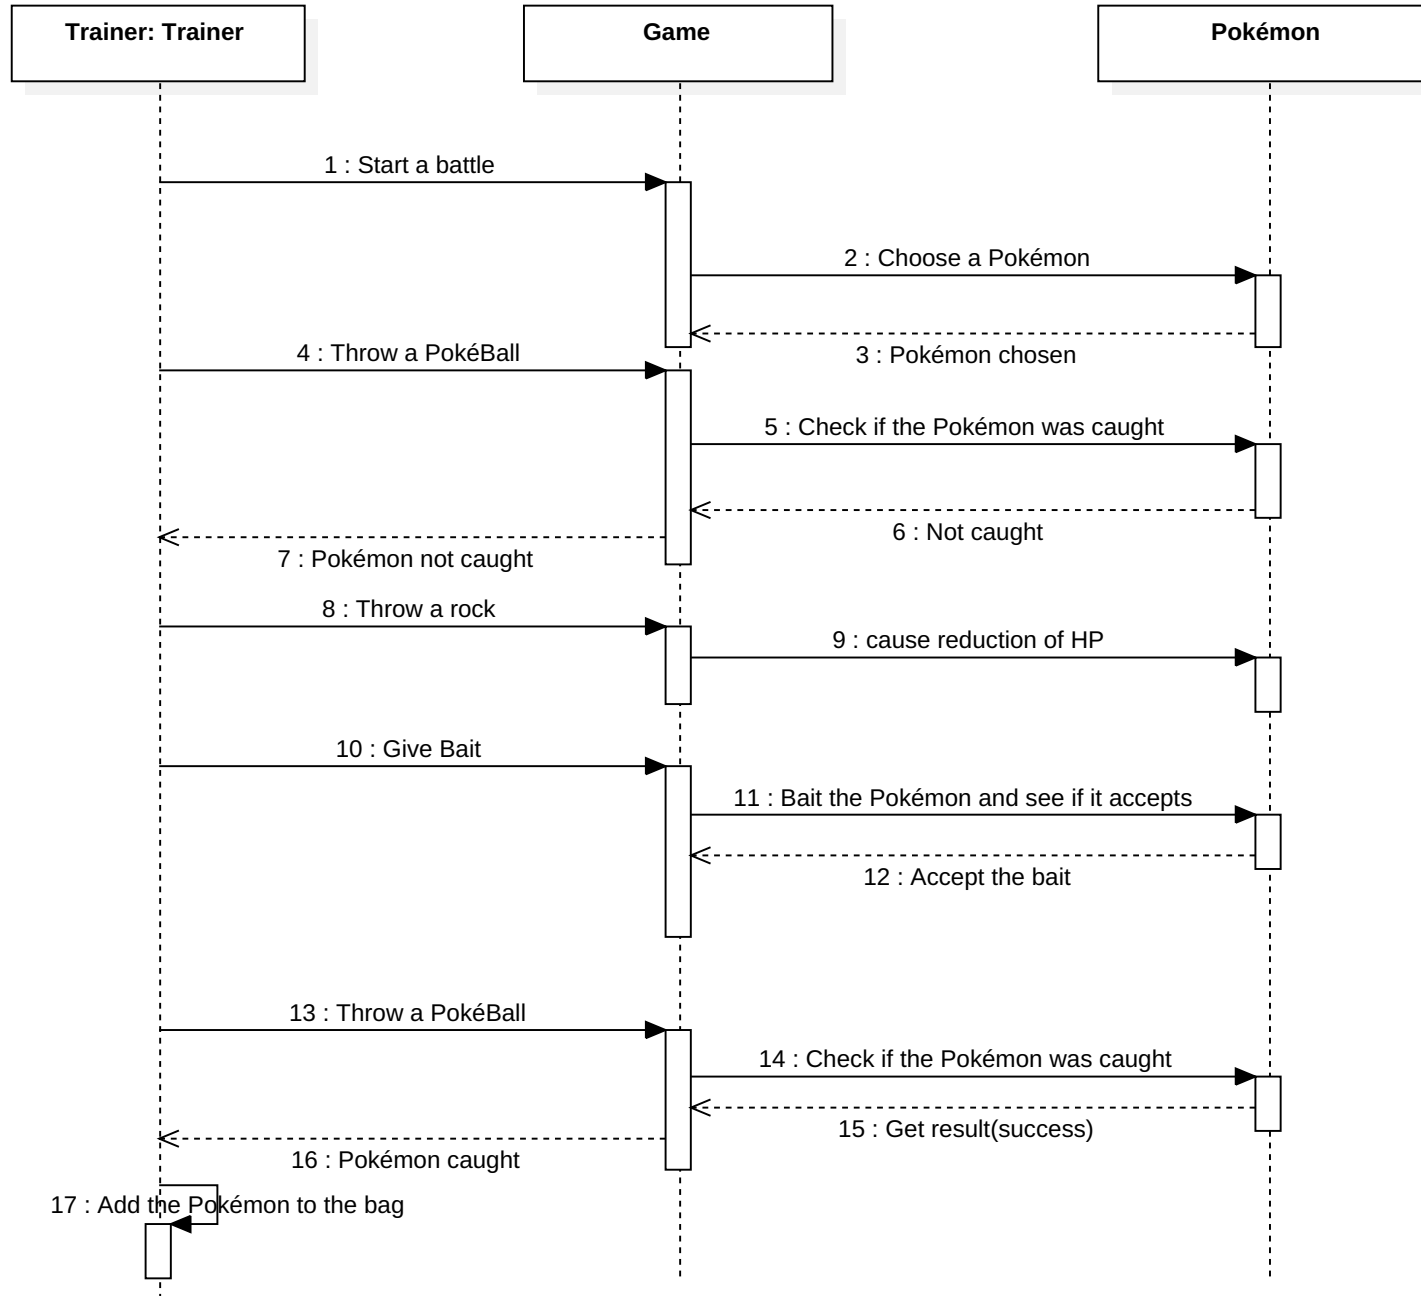 Trainer: Trainer
Game
Pokémon
1 : Start a battle
2 : Choose a Pokémon
3 : Pokémon chosen
4 : Throw a PokéBall
5 : Check if the Pokémon was caught
6 : Not caught
7 : Pokémon not caught
8 : Throw a rock
9 : cause reduction of HP
10 : Give Bait
11 : Bait the Pokémon and see if it accepts
12 : Accept the bait
13 : Throw a PokéBall
14 : Check if the Pokémon was caught
15 : Get result(success)
16 : Pokémon caught
17 : Add the Pokémon to the bag